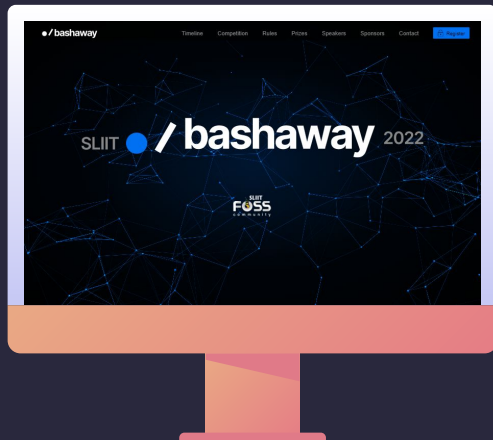 ./bashaway Timeline Competition Rules Prizes Speakers Sponsors Contact Register
SLIIT ./bashaway 2022
SLIIT
FOSS
community